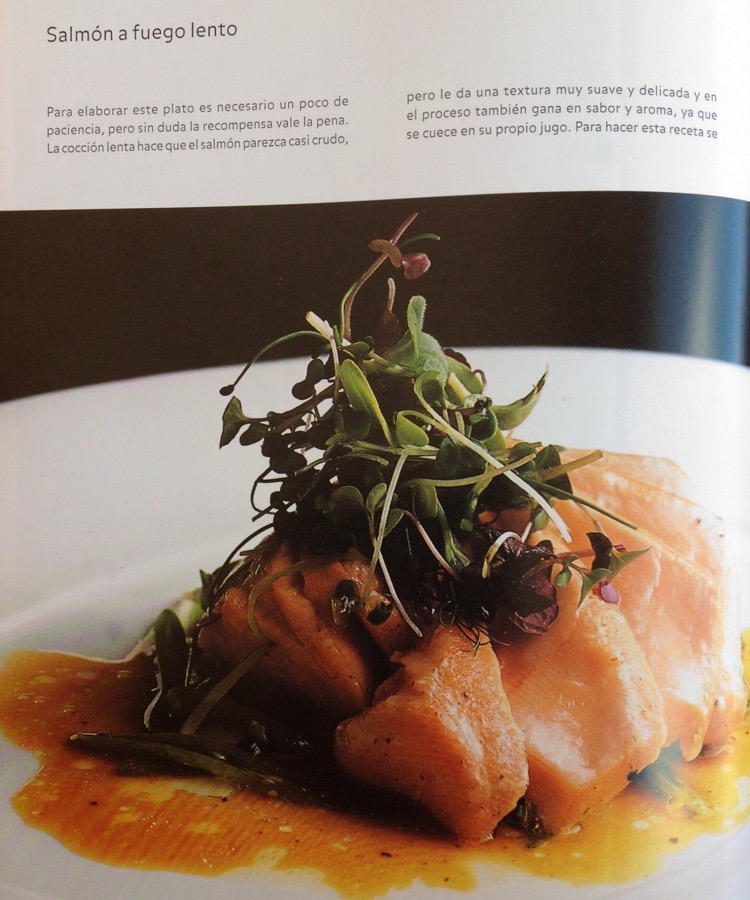 Salmón a fuego lento
Para elaborar este plato es necesario un poco de
paciencia, pero sin duda la recompensa vale la pena.
La cocción lenta hace que el salmón parezca casi crudo,
pero le da una textura muy suave y delicada y en
el proceso también gana en sabor y aroma, ya que
se cuece en su propio jugo. Para hacer esta receta se